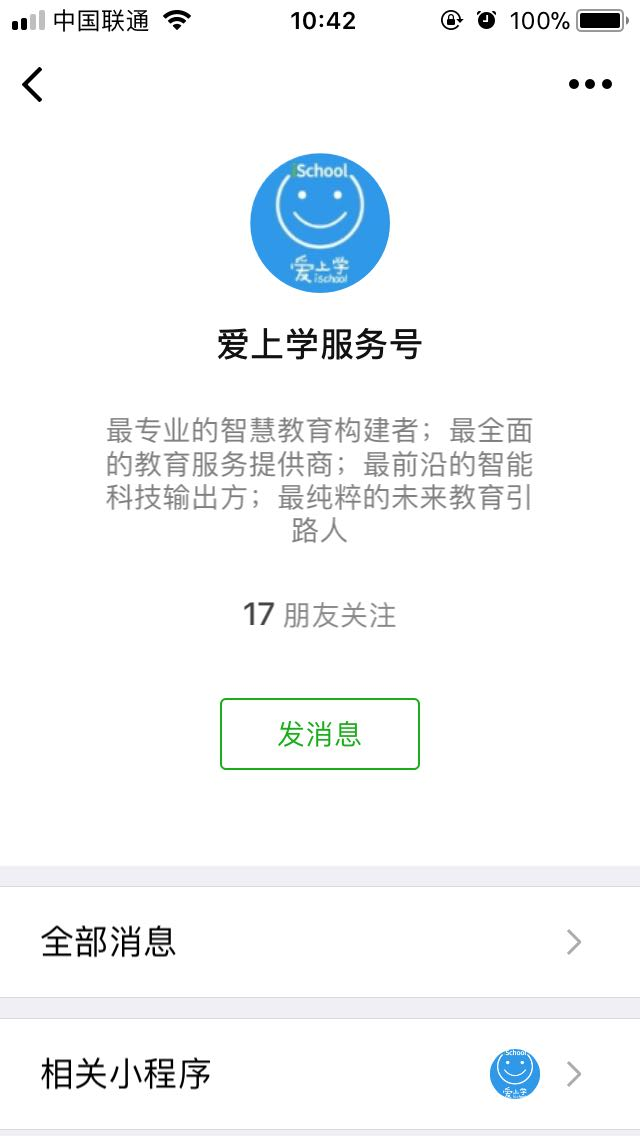 中国联通 10:42 100%
iSchool
爱上学
ischool
爱上学服务号
最专业的智慧教育构建者；最全面
的教育服务提供商；最前沿的智能
科技输出方；最纯粹的未来教育引
路人
17 朋友关注
发消息
全部消息
相关小程序
School
爱上学